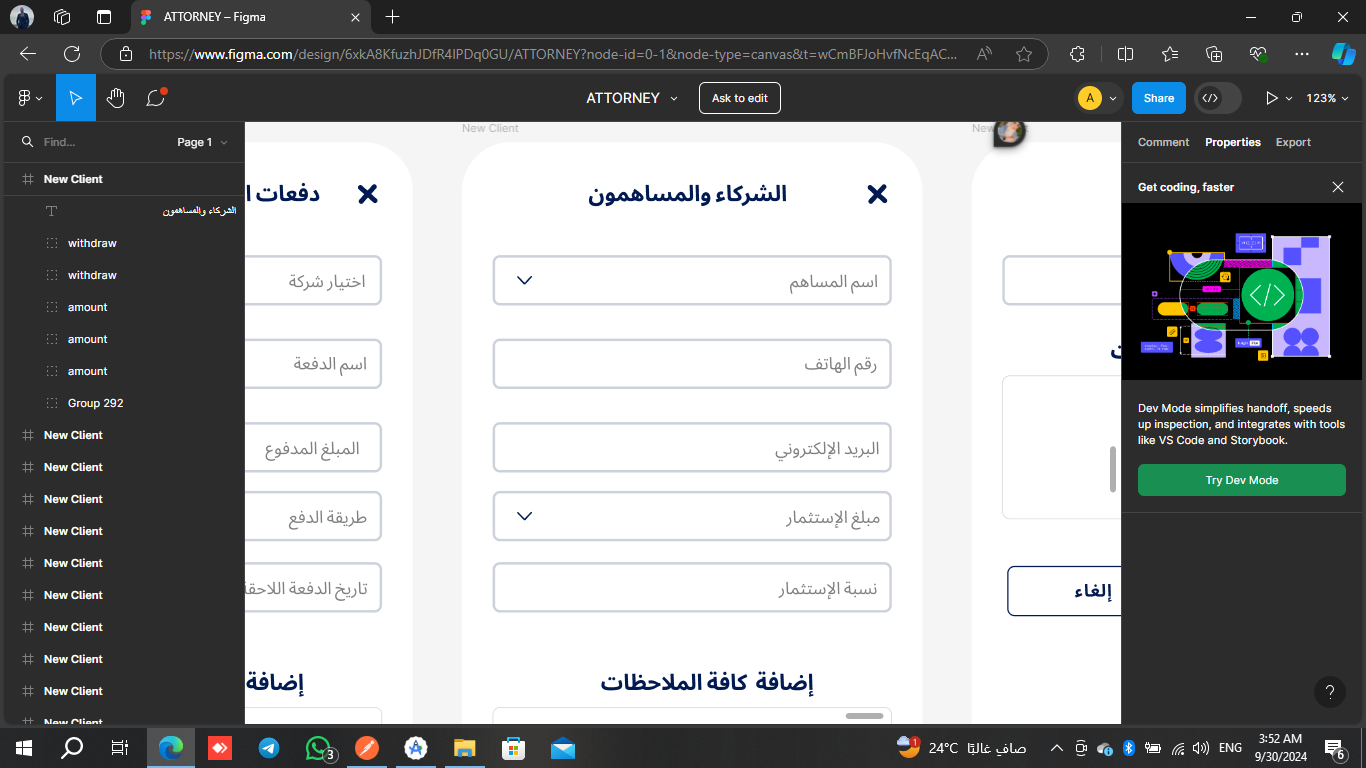 ATTORNEY – Figma
https://www.figma.com/design/6xkA8KfuzhJDfR4IPDq0GU/ATTORNEY?node-id=0-1&node-type=canvas&t=wCmBFJoHvfNcEqAC...
ATTORNEY
Ask to edit
A
Share
123%
Find...
Page 1
New Client
الشركاء والمساهمون
withdraw
withdraw
amount
amount
amount
Group 292
New Client
New Client
New Client
New Client
New Client
New Client
New Client
New Client
New Client
New Client
دفعات ا
اختيار شركة
اسم الدفعة
المبلغ المدفوع
طريقة الدفع
تاريخ الدفعة اللاحقة
إضافة
New Client
الشركاء والمساهمون
اسم المساهم
رقم الهاتف
البريد الإلكتروني
مبلغ الإستثمار
نسبة الإستثمار
إضافة كافة الملاحظات
New
إلغاء
Comment
Properties
Export
Get coding, faster
Dev Mode simplifies handoff, speeds
up inspection, and integrates with tools
like VS Code and Storybook.
Try Dev Mode
?
3
1
24°C صافٍ غالبًا
ENG
3:52 AM
9/30/2024
6